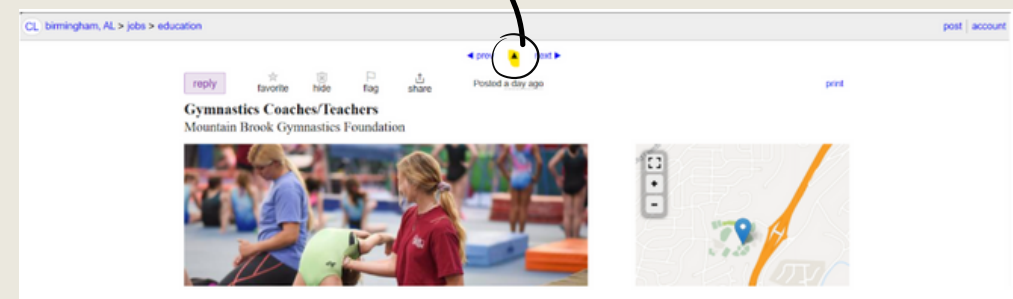 CL birmingham, AL > jobs > education
post account
◀ prev ▲ next ▶
reply favorite hide flag share Posted a day ago print
Gymnastics Coaches/Teachers
Mountain Brook Gymnastics Foundation
+
-